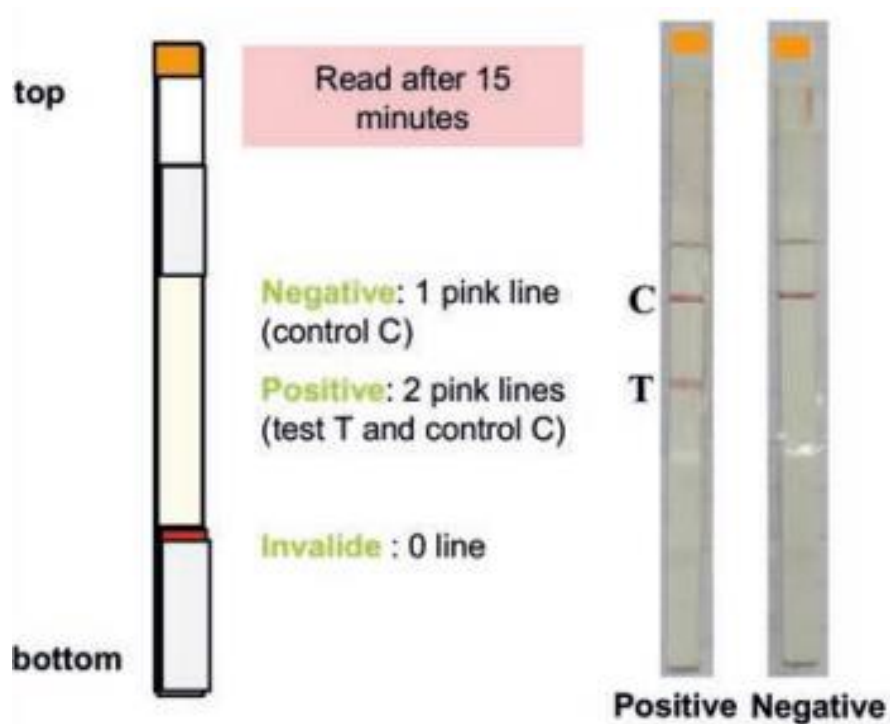 top
Read after 15
minutes
Negative: 1 pink line
(control C)
Positive: 2 pink lines
(test T and control C)
Invalide : 0 line
bottom
C
T
Positive Negative